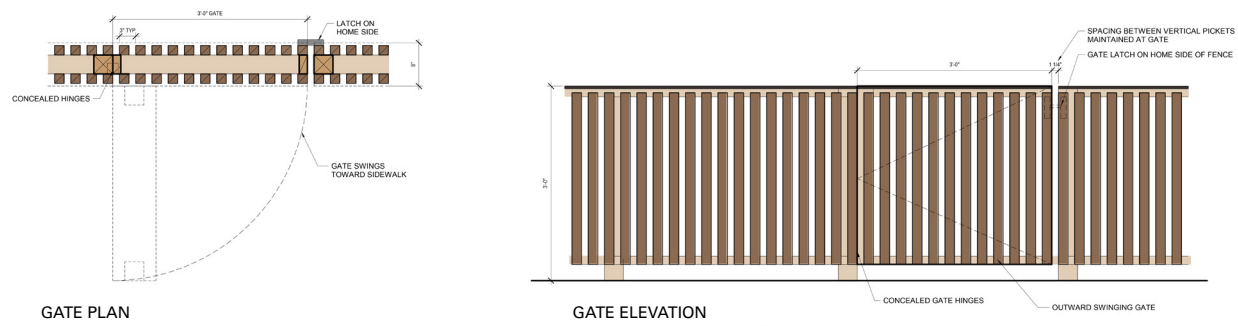 3'-0" GATE
3" TYP
LATCH ON
HOME SIDE
CONCEALED HINGES
GATE SWINGS
TOWARD SIDEWALK
GATE PLAN
SPACING BETWEEN VERTICAL PICKETS
MAINTAINED AT GATE
GATE LATCH ON HOME SIDE OF FENCE
3'-0"
1 1/4"
3'-0"
CONCEALED GATE HINGES
OUTWARD SWINGING GATE
GATE ELEVATION